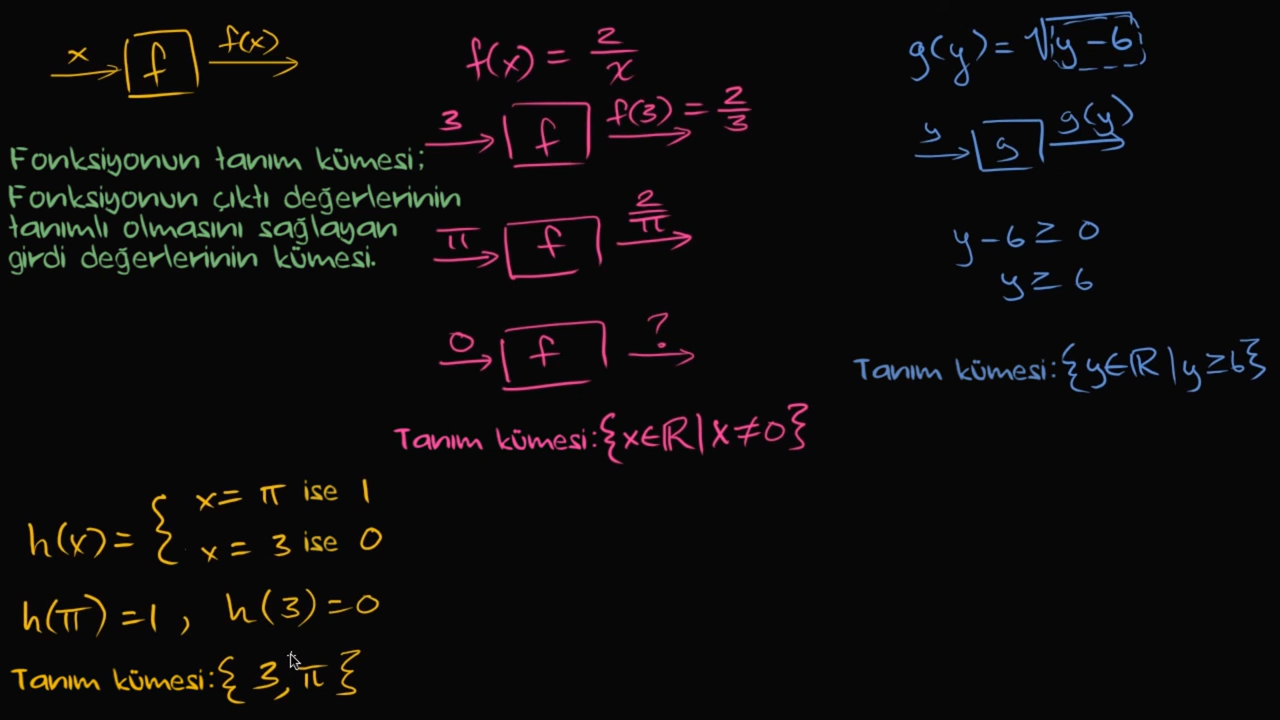 x f f(x)
Fonksiyonun tanım kümesi;
Fonksiyonun çıktı değerlerinin
tanımlı olmasını sağlayan
girdi değerlerinin kümesi.
f(x) = 2/x
3 f f(3) = 2/3
π f 2/π
0 f ?
Tanım kümesi: {x∈ℝ | x≠0}
g(y) = √(y-6)
y g g(y)
y-6 ≥ 0
y ≥ 6
Tanım kümesi: {y∈ℝ | y≥6}
h(x) = { x = π ise 1
x = 3 ise 0
h(π) = 1, h(3) = 0
Tanım kümesi: {3, π}